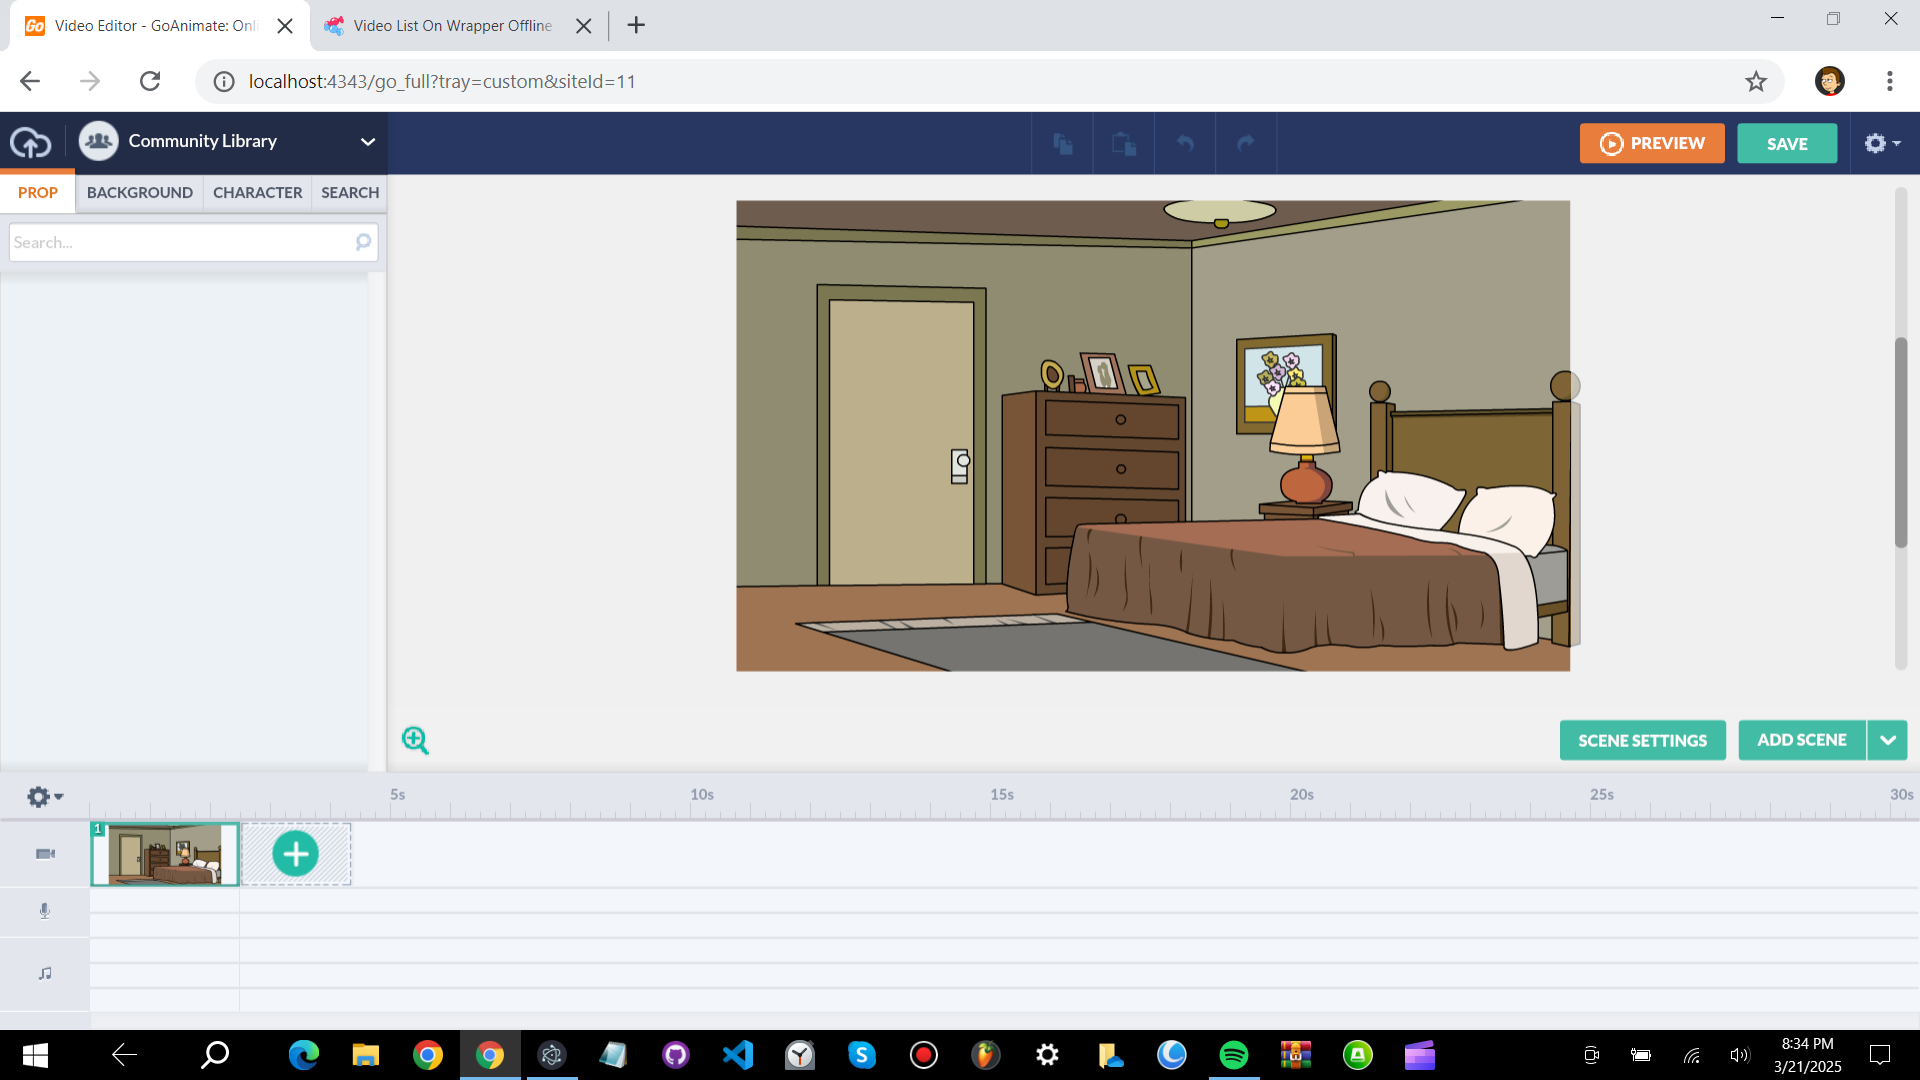 Go Video Editor - GoAnimate: Onli
Video List On Wrapper Offline
localhost:4343/go_full?tray=custom&siteId=11
Community Library
PREVIEW
SAVE
PROP
BACKGROUND
CHARACTER
SEARCH
Search...
SCENE SETTINGS
ADD SCENE
5s
10s
15s
20s
25s
30s
1
8:34 PM
3/21/2025